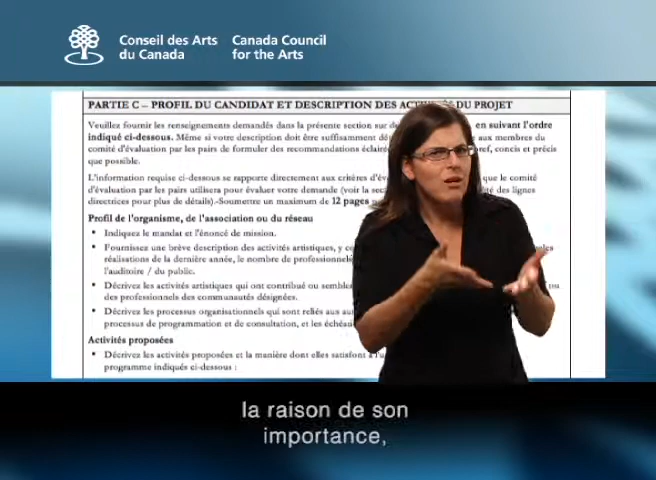 Conseil des Arts
du Canada
Canada Council
for the Arts
PARTIE C – PROFIL DU CANDIDAT ET DESCRIPTION DES DU PROJET
Veuillez fournir les renseignements demandés dans la présente section sur en suivant l'ordre
indiqué ci-dessous. Même si votre description doit être suffisamment aux membres du
comité d'évaluation par les pairs de formuler des recommandations concis et précis
que possible.
L'information requise ci-dessous se rapporte directement aux critères que le comité
d'évaluation par les pairs utilisera pour évaluer votre demande (voir la des lignes
directrices pour plus de détails).-Soumettre un maximum de 12 pages
Profil de l'organisme, de l'association ou du réseau
▪ Indiquez le mandat et l'énoncé de mission.
▪ Fournissez une brève description des activités artistiques, y
réalisations de la dernière année, le nombre de
l'auditoire / du public.
▪ Décrivez les activités artistiques qui ont contribué ou ou
des professionnels des communautés désignées.
▪ Décrivez les processus organisationnels qui sont reliés aux
processus de programmation et de consultation, et les
Activités proposées
▪ Décrivez les activités proposées et la manière dont elles satisfont à
programme indiqués ci-dessous :
la raison de son
importance,